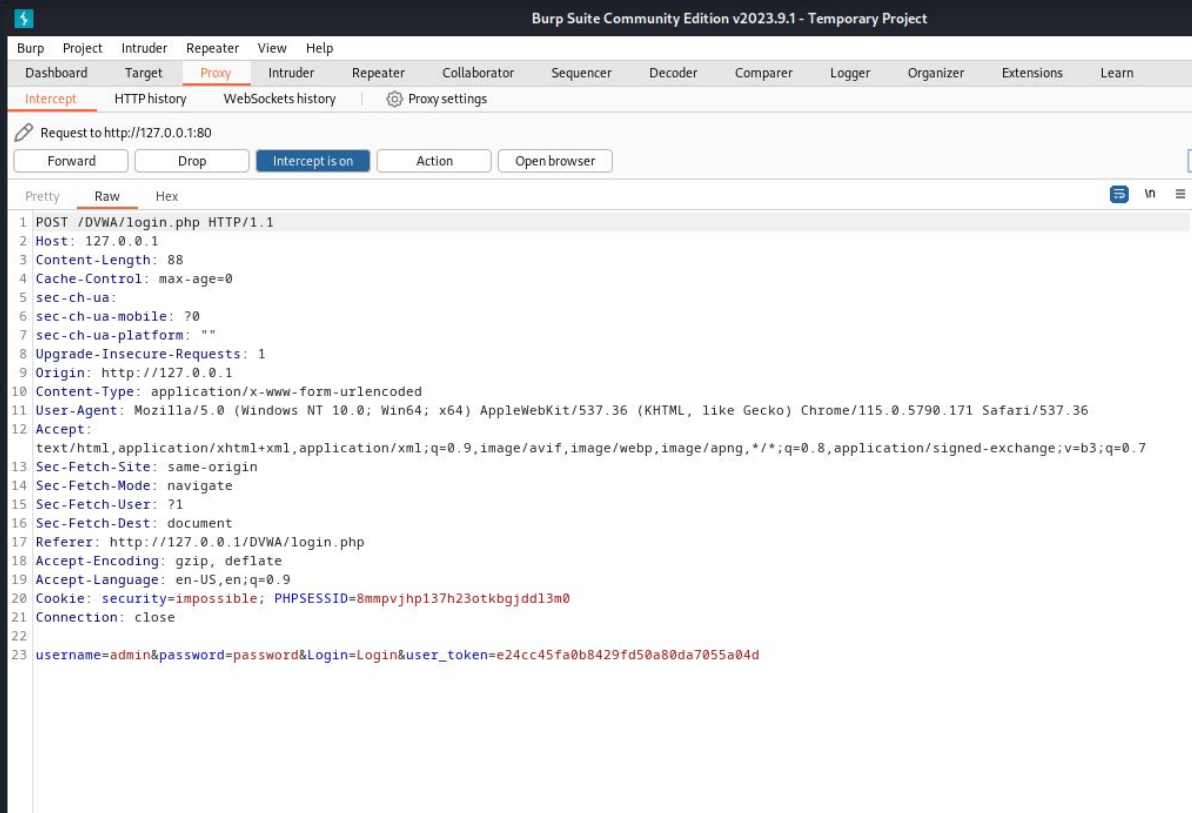 Burp Suite Community Edition v2023.9.1 - Temporary Project
Burp Project Intruder Repeater View Help
Dashboard Target Proxy Intruder Repeater Collaborator Sequencer Decoder Comparer Logger Organizer Extensions Learn
Intercept HTTP history WebSockets history Proxy settings
Request to http://127.0.0.1:80
Forward Drop Intercept is on Action Open browser
Pretty Raw Hex \n
1 POST /DVWA/login.php HTTP/1.1
2 Host: 127.0.0.1
3 Content-Length: 88
4 Cache-Control: max-age=0
5 sec-ch-ua:
6 sec-ch-ua-mobile: ?0
7 sec-ch-ua-platform: ""
8 Upgrade-Insecure-Requests: 1
9 Origin: http://127.0.0.1
10 Content-Type: application/x-www-form-urlencoded
11 User-Agent: Mozilla/5.0 (Windows NT 10.0; Win64; x64) AppleWebKit/537.36 (KHTML, like Gecko) Chrome/115.0.5790.171 Safari/537.36
12 Accept:
text/html,application/xhtml+xml,application/xml;q=0.9,image/avif,image/webp,image/apng,*/*;q=0.8,application/signed-exchange;v=b3;q=0.7
13 Sec-Fetch-Site: same-origin
14 Sec-Fetch-Mode: navigate
15 Sec-Fetch-User: ?1
16 Sec-Fetch-Dest: document
17 Referer: http://127.0.0.1/DVWA/login.php
18 Accept-Encoding: gzip, deflate
19 Accept-Language: en-US,en;q=0.9
20 Cookie: security=impossible; PHPSESSID=8mmpvjhp137h23otkbgjddl3m0
21 Connection: close
22
23 username=admin&password=password&Login=Login&user_token=e24cc45fa0b8429fd50a80da7055a04d